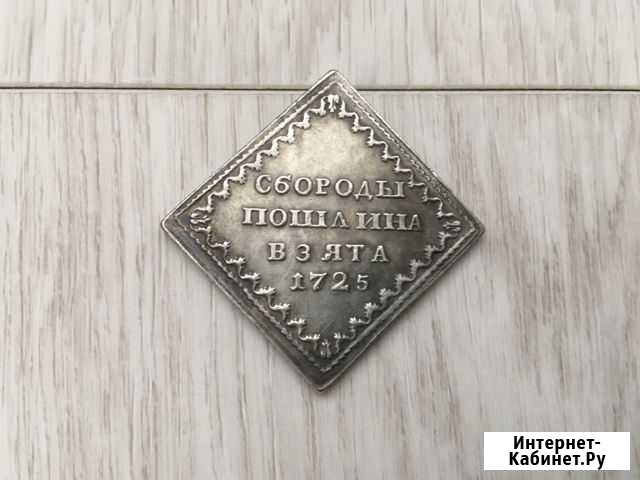 СБОРОДЫ
ПОШЛИНА
ВЗЯТА
1725
Интернет-
Кабинет.Ру